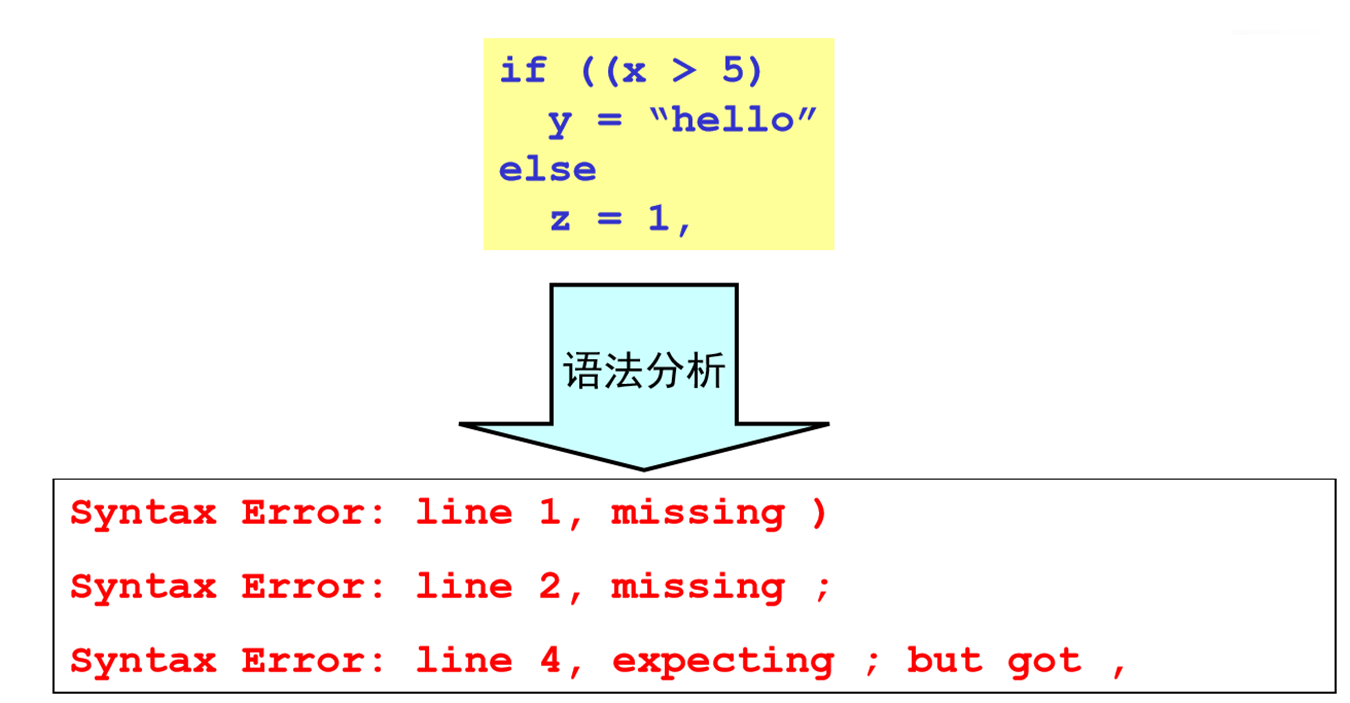 if ((x > 5)
y = “hello”
else
z = 1,
语法分析
Syntax Error: line 1, missing )
Syntax Error: line 2, missing ;
Syntax Error: line 4, expecting ; but got ,